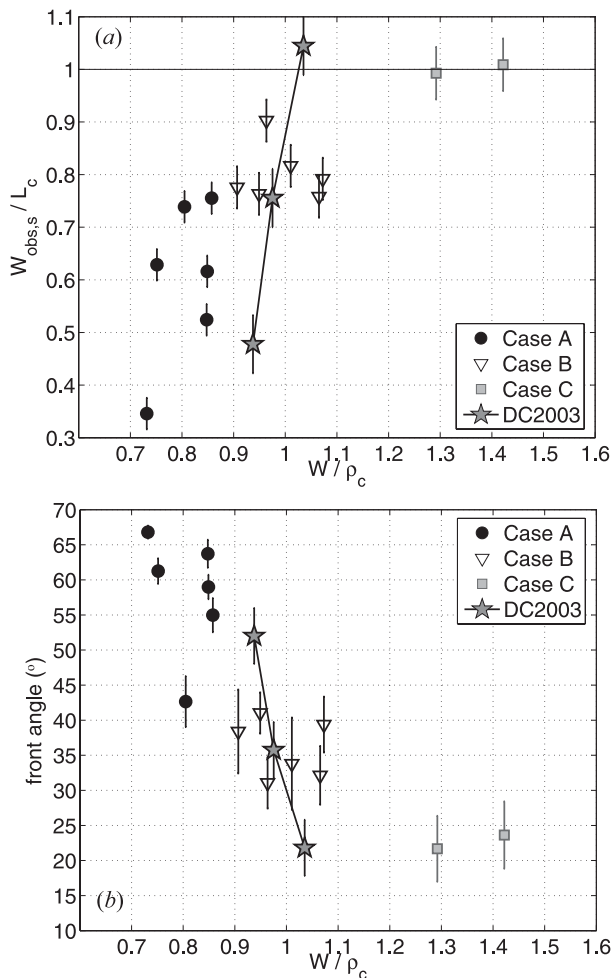 (a)
1.1
1
0.9
0.8
0.7
0.6
0.5
0.4
0.3
W_obs,s / L_c
0.7 0.8 0.9 1 1.1 1.2 1.3 1.4 1.5 1.6
W / ρ_c
Case A
Case B
Case C
DC2003
70
65
60
55
50
45
40
35
30
25
20
15
10
front angle (°)
Case A
Case B
Case C
DC2003
(b)
0.7 0.8 0.9 1 1.1 1.2 1.3 1.4 1.5 1.6
W / ρ_c